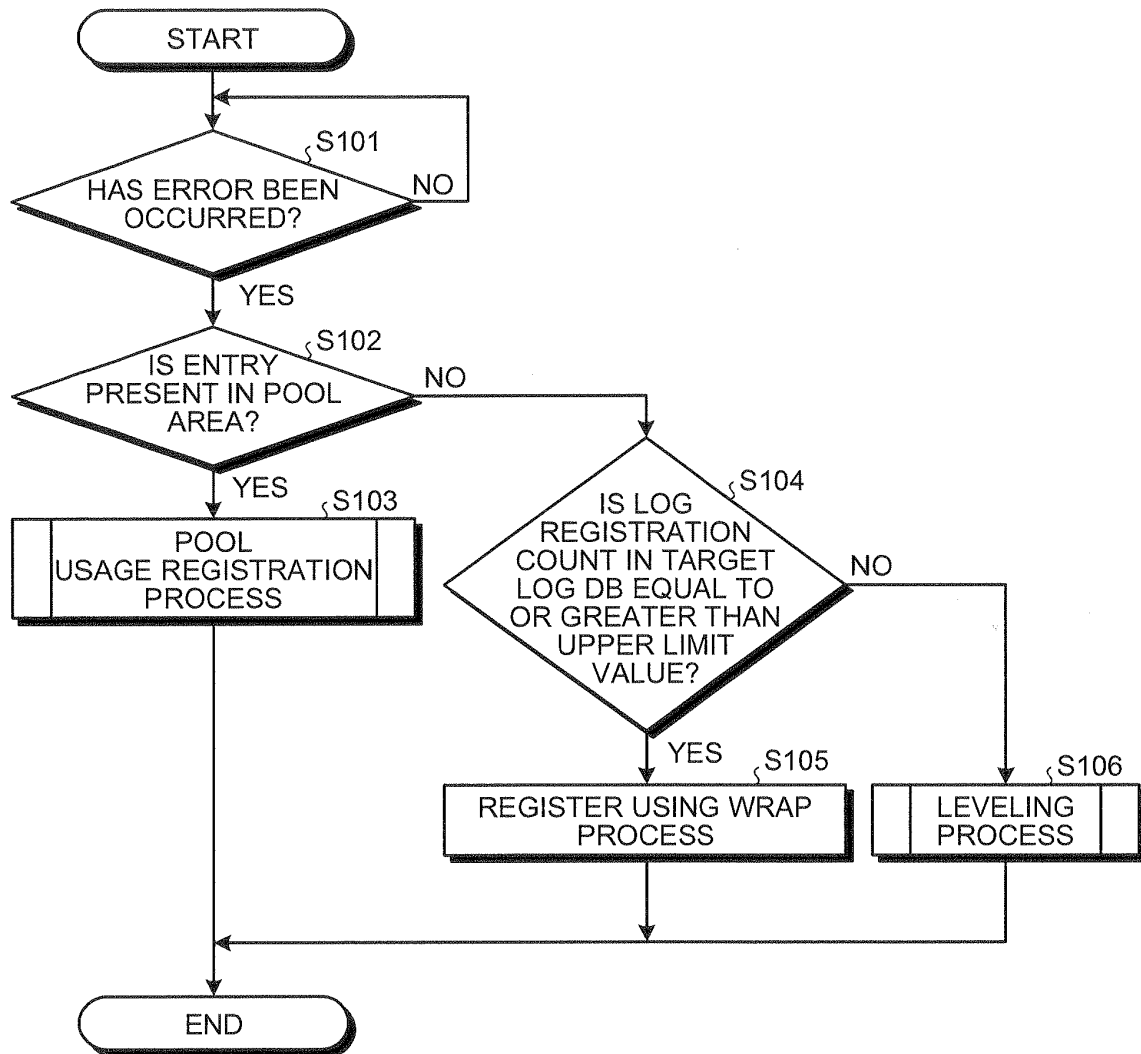 START
S101
HAS ERROR BEEN
OCCURRED?
NO
YES
S102
IS ENTRY
PRESENT IN POOL
AREA?
NO
YES
S103
POOL
USAGE REGISTRATION
PROCESS
S104
IS LOG
REGISTRATION
COUNT IN TARGET
LOG DB EQUAL TO
OR GREATER THAN
UPPER LIMIT
VALUE?
NO
YES
S105
REGISTER USING WRAP
PROCESS
S106
LEVELING
PROCESS
END